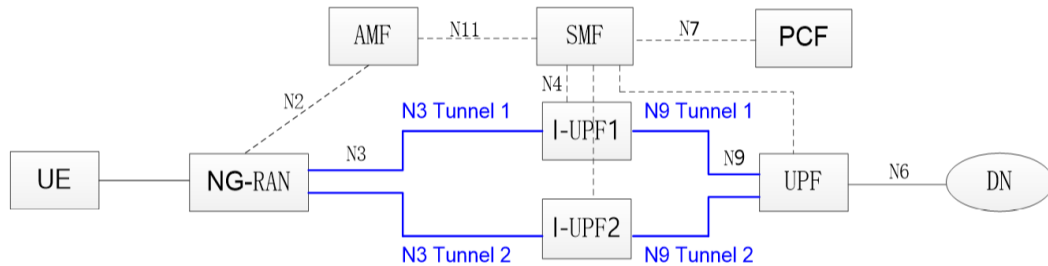 AMF
N11
SMF
N7
PCF
N2
N4
N3 Tunnel 1
I-UPF1
N9 Tunnel 1
UE
NG-RAN
N3
N9
UPF
N6
DN
I-UPF2
N3 Tunnel 2
N9 Tunnel 2